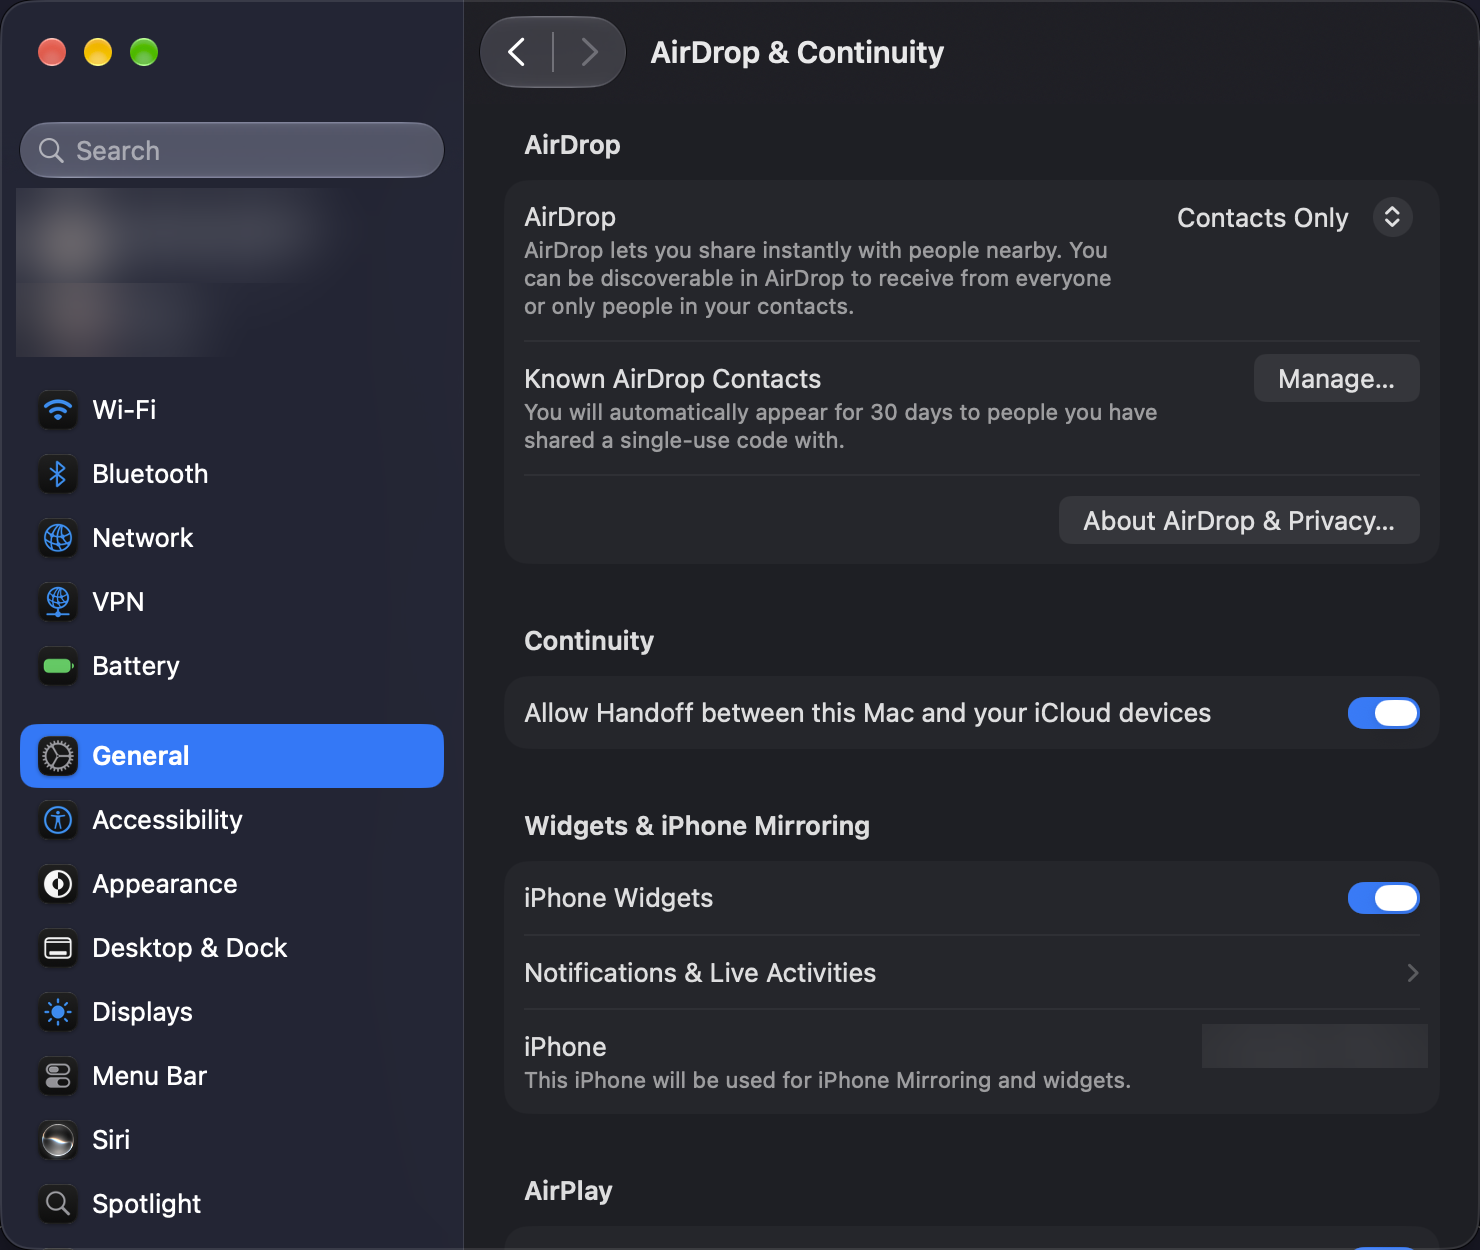 AirDrop & Continuity
Search
Wi-Fi
Bluetooth
Network
VPN
Battery
General
Accessibility
Appearance
Desktop & Dock
Displays
Menu Bar
Siri
Spotlight
AirDrop
AirDrop
Contacts Only
AirDrop lets you share instantly with people nearby. You
can be discoverable in AirDrop to receive from everyone
or only people in your contacts.
Known AirDrop Contacts
Manage...
You will automatically appear for 30 days to people you have
shared a single-use code with.
About AirDrop & Privacy...
Continuity
Allow Handoff between this Mac and your iCloud devices
Widgets & iPhone Mirroring
iPhone Widgets
Notifications & Live Activities
iPhone
This iPhone will be used for iPhone Mirroring and widgets.
AirPlay